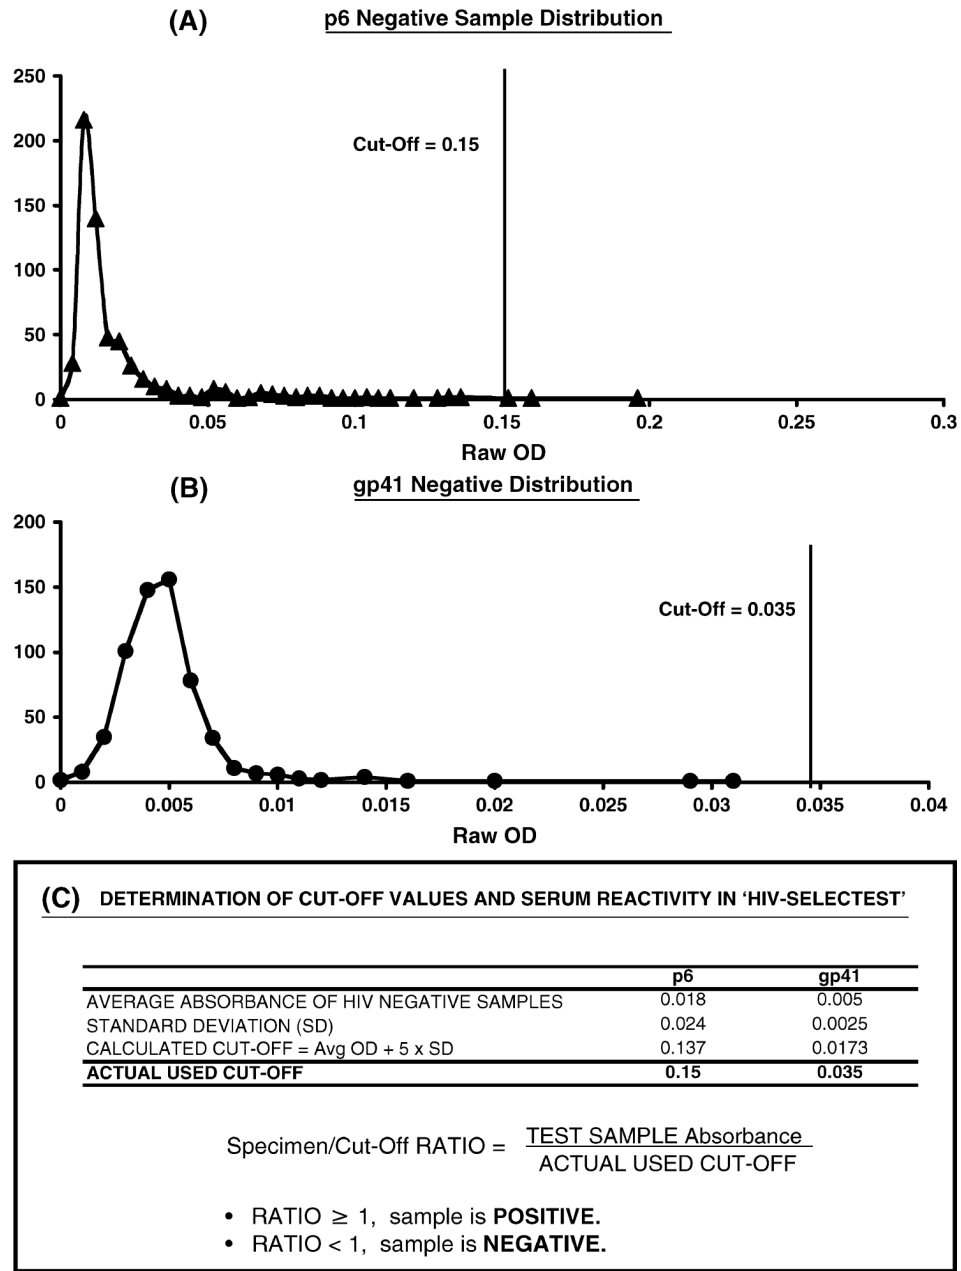 (A) p6 Negative Sample Distribution
250
200
150
100
50
0
Cut-Off = 0.15
0 0.05 0.1 0.15 0.2 0.25 0.3
Raw OD
(B) gp41 Negative Distribution
200
150
100
50
0
Cut-Off = 0.035
0 0.005 0.01 0.015 0.02 0.025 0.03 0.035 0.04
Raw OD
(C) DETERMINATION OF CUT-OFF VALUES AND SERUM REACTIVITY IN ‘HIV-SELECTEST’
p6 gp41
AVERAGE ABSORBANCE OF HIV NEGATIVE SAMPLES 0.018 0.005
STANDARD DEVIATION (SD) 0.024 0.0025
CALCULATED CUT-OFF = Avg OD + 5 x SD 0.137 0.0173
ACTUAL USED CUT-OFF 0.15 0.035
Specimen/Cut-Off RATIO = TEST SAMPLE Absorbance
ACTUAL USED CUT-OFF
• RATIO ≥ 1, sample is POSITIVE.
• RATIO < 1, sample is NEGATIVE.